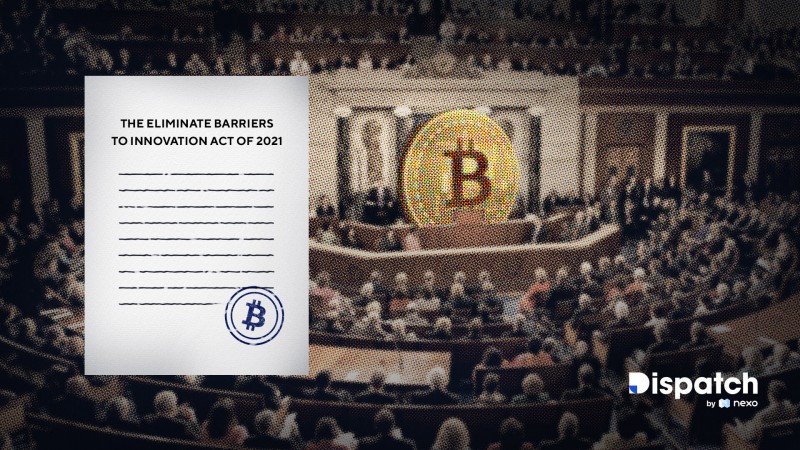 THE ELIMINATE BARRIERS
TO INNOVATION ACT OF 2021
Dispatch
by nexo